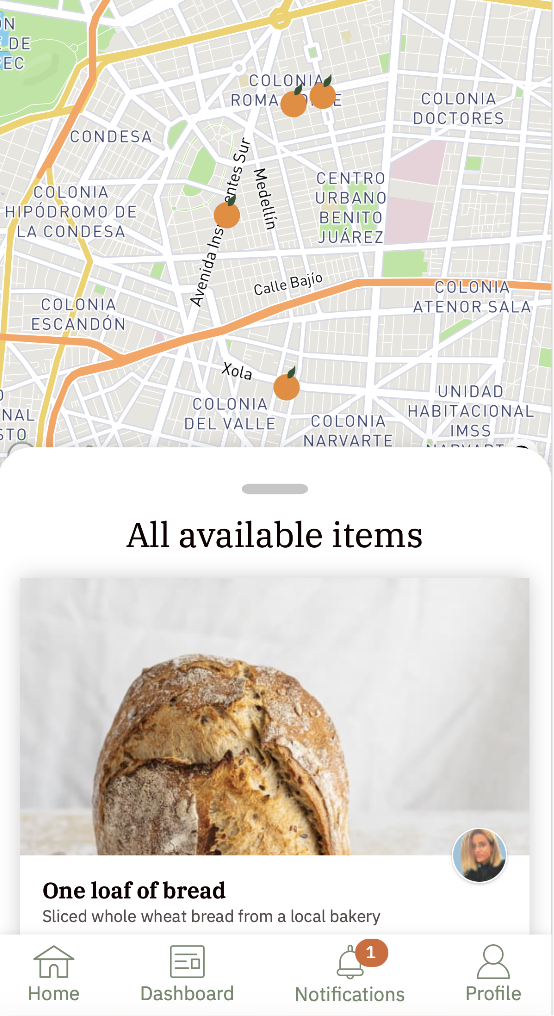 N
DE
EC
COLONIA
ROMA
E
COLONIA
DOCTORES
CONDESA
Medellín
CENTRO
URBANO
BENITO
JUÁREZ
COLONIA
HIPÓDROMO DE
LA CONDESA
Avenida Ins entes Sur
Calle Bajío
COLONIA
ATENOR SALA
COLONIA
ESCANDÓN
Xola
COLONIA
DEL VALLE
COLONIA
NARVARTE
UNIDAD
HABITACIONAL
IMSS
O
NAL
STO
All available items
One loaf of bread
Sliced whole wheat bread from a local bakery
1
Home
Dashboard
Notifications
Profile